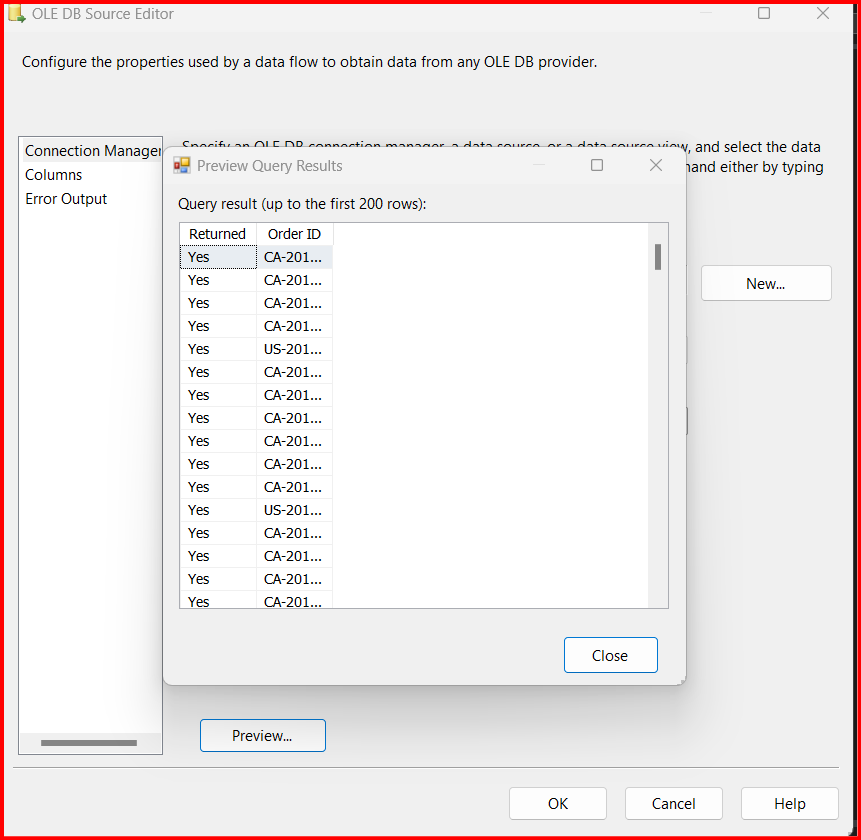 OLE DB Source Editor
Configure the properties used by a data flow to obtain data from any OLE DB provider.
Connection Manager
Columns
Error Output
Specify an OLE DB connection manager, a data source, or a data source view, and select the data
mand either by typing
New...
Preview Query Results
Query result (up to the first 200 rows):
Returned Order ID
Yes CA-201...
Yes CA-201...
Yes CA-201...
Yes CA-201...
Yes US-201...
Yes CA-201...
Yes CA-201...
Yes CA-201...
Yes CA-201...
Yes CA-201...
Yes CA-201...
Yes US-201...
Yes CA-201...
Yes CA-201...
Yes CA-201...
Yes CA-201...
Close
Preview...
OK Cancel Help